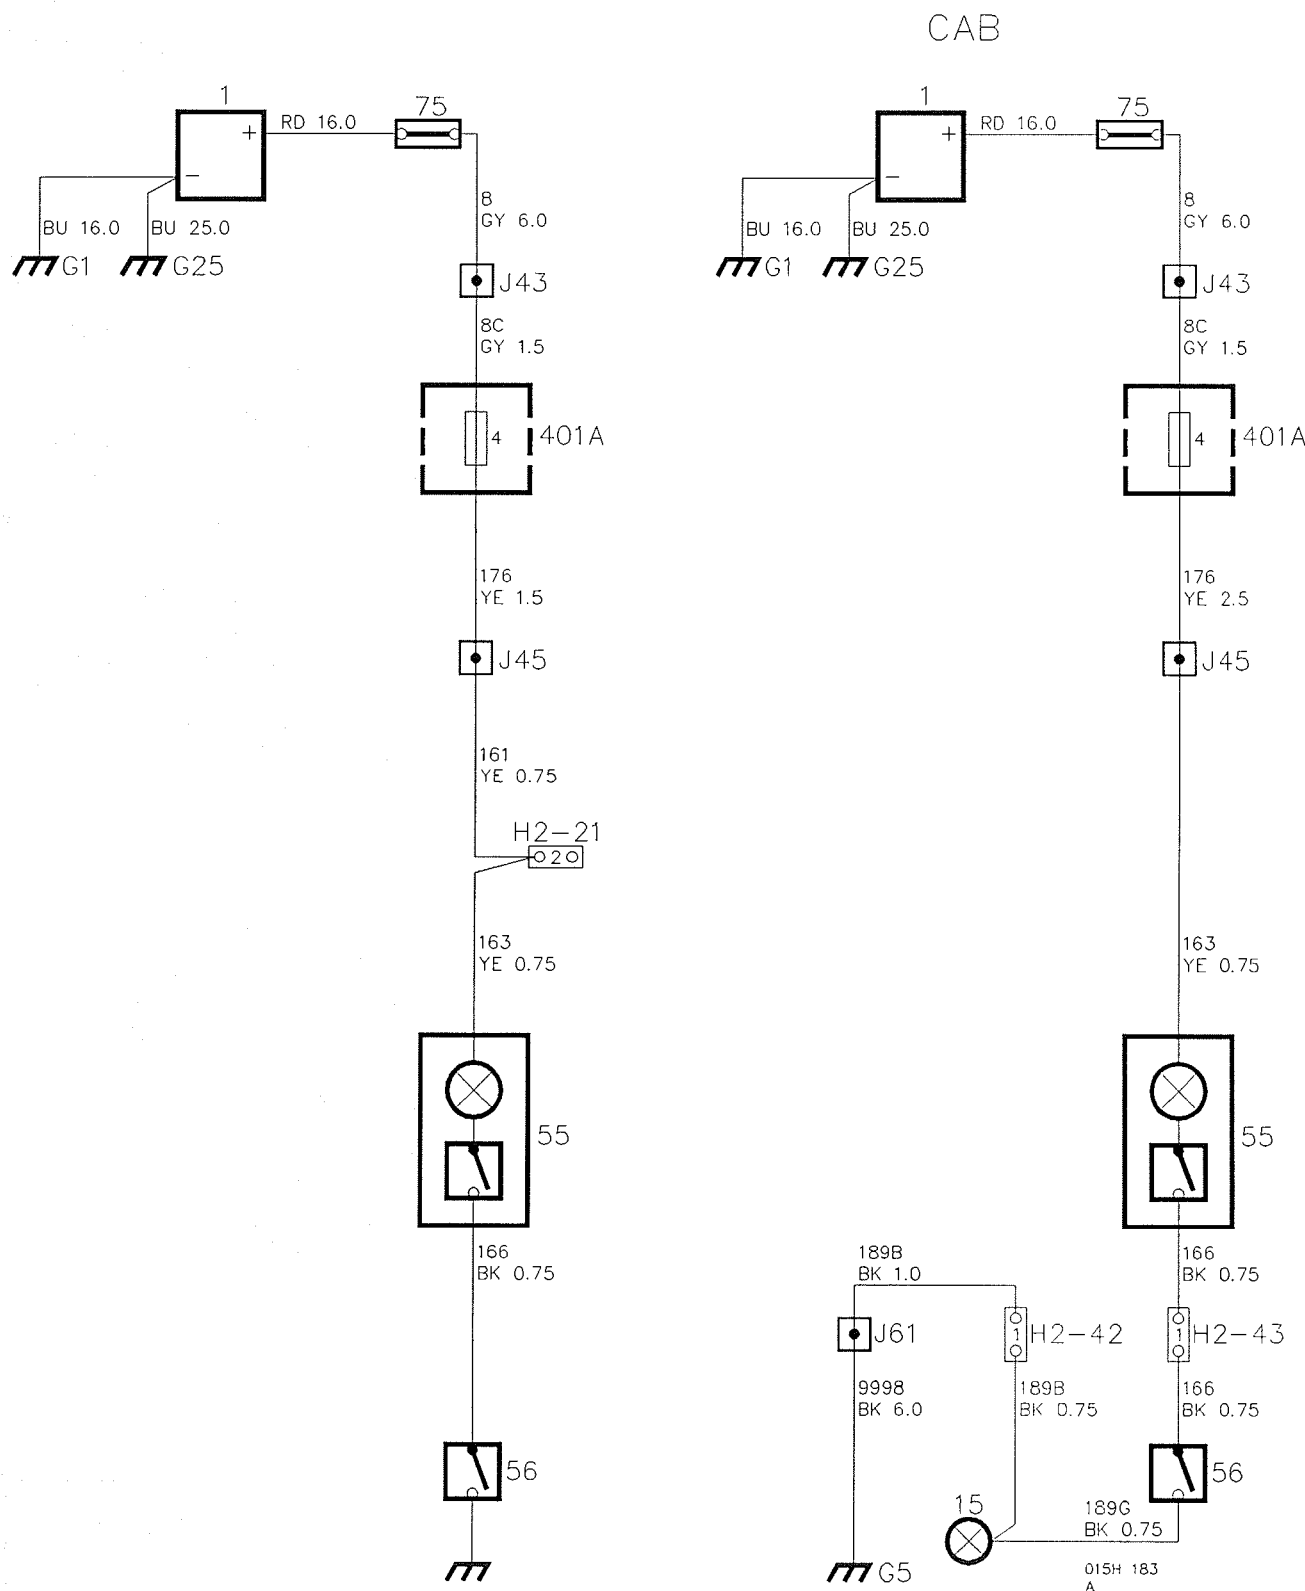 CAB
1
75
+
RD 16.0
−
8
GY 6.0
BU 16.0
BU 25.0
G1
G25
J43
8C
GY 1.5
4
401A
176
YE 1.5
J45
161
YE 0.75
H2-21
2
163
YE 0.75
55
166
BK 0.75
56
1
75
+
RD 16.0
−
8
GY 6.0
BU 16.0
BU 25.0
G1
G25
J43
8C
GY 1.5
4
401A
176
YE 2.5
J45
163
YE 0.75
55
189B
BK 1.0
166
BK 0.75
J61
1
H2-42
1
H2-43
9998
BK 6.0
189B
BK 0.75
166
BK 0.75
56
15
189G
BK 0.75
G5
015H 183
A